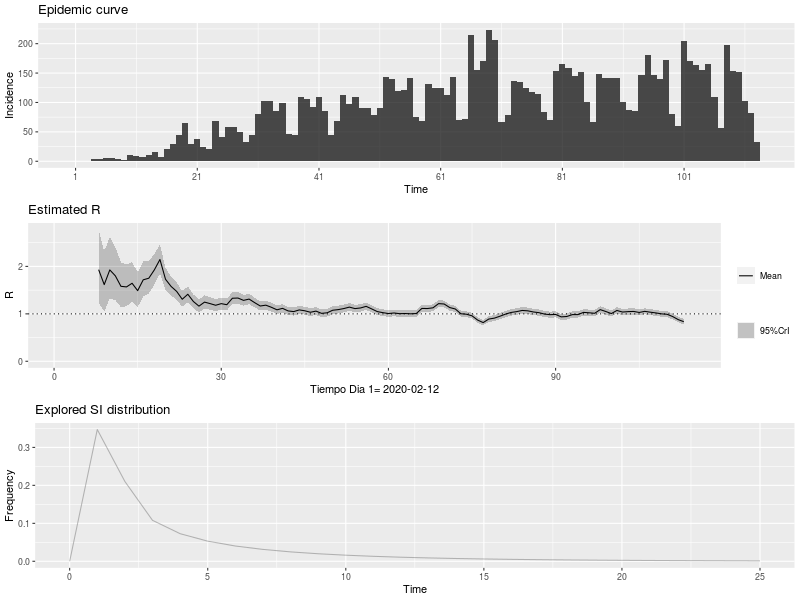 Epidemic curve
Incidence
200
150
100
50
0
1 21 41 61 81 101
Time
Estimated R
R
2
1
0
0 30 60 90
Tiempo Dia 1= 2020-02-12
Mean
95%CrI
Explored SI distribution
Frequency
0.3
0.2
0.1
0.0
0 5 10 15 20 25
Time